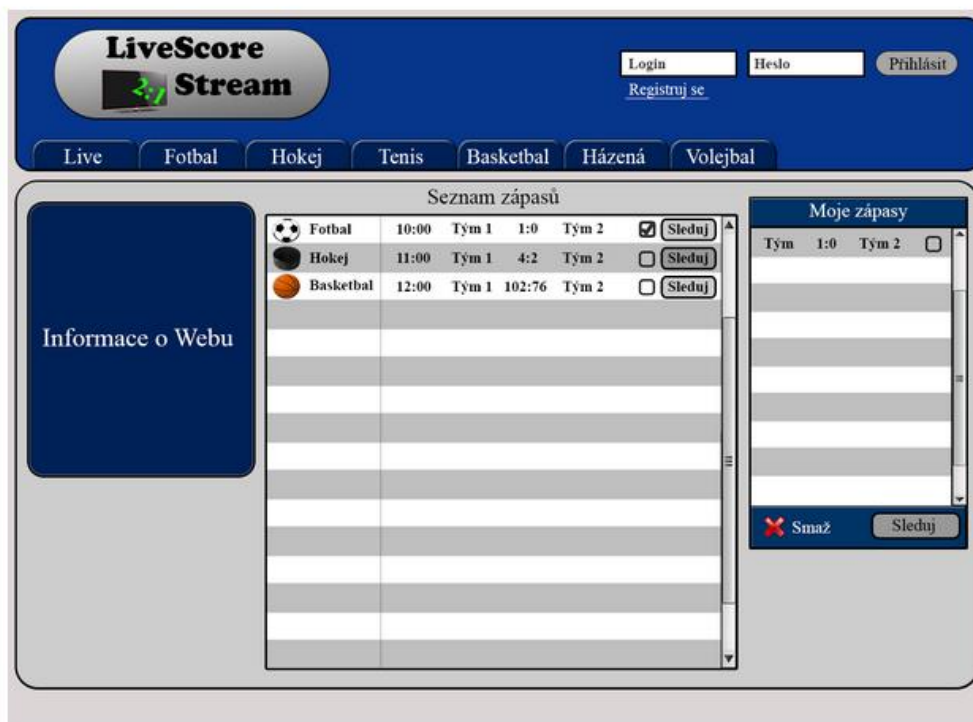 LiveScore
2:1 Stream
Login Heslo Přihlásit
Registruj se
Live Fotbal Hokej Tenis Basketbal Házená Volejbal
Seznam zápasů
Fotbal 10:00 Tým 1 1:0 Tým 2 Sleduj
Hokej 11:00 Tým 1 4:2 Tým 2 Sleduj
Basketbal 12:00 Tým 1 102:76 Tým 2 Sleduj
Informace o Webu
Moje zápasy
Tým 1:0 Tým 2
Smaž Sleduj